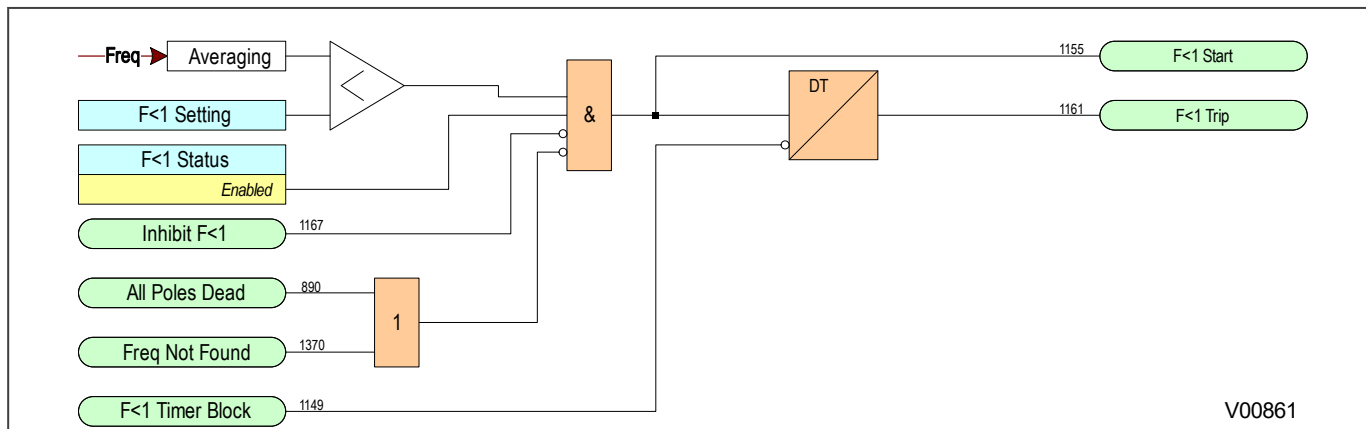 Freq
Averaging
1155
F<1 Start
DT
F<1 Setting
&
1161
F<1 Trip
F<1 Status
Enabled
Inhibit F<1
1167
All Poles Dead
890
1
Freq Not Found
1370
F<1 Timer Block
1149
V00861